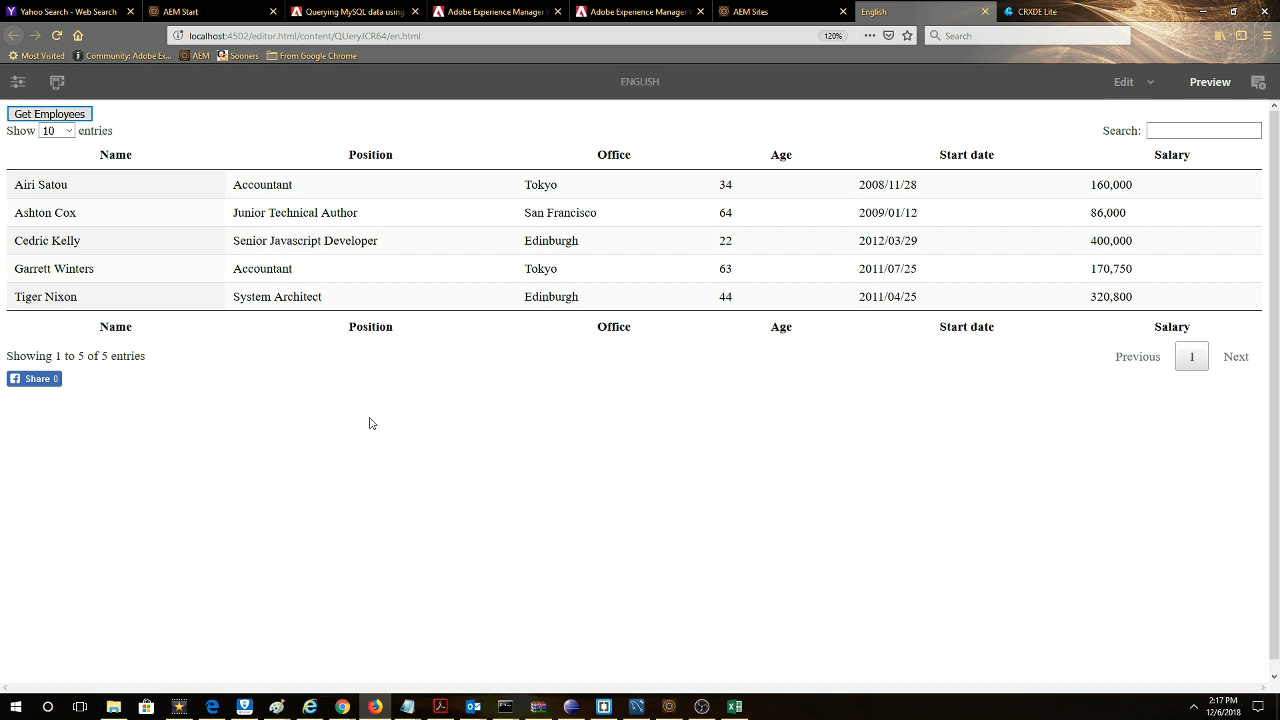 Yahoo Search - Web Search
AEM Start
Querying MySQL data using
Adobe Experience Manager
Adobe Experience Manager
AEM Sites
English
CRXDE Lite
localhost:4502/editor.html/content/QUeryJCR64/en.html
120%
Search
Most Visited
Community: Adobe Ex...
AEM
Sooners
From Google Chrome
ENGLISH
Edit
Preview
Get Employees
Show 10 entries
Search:
Name Position Office Age Start date Salary
Airi Satou Accountant Tokyo 34 2008/11/28 160,000
Ashton Cox Junior Technical Author San Francisco 64 2009/01/12 86,000
Cedric Kelly Senior Javascript Developer Edinburgh 22 2012/03/29 400,000
Garrett Winters Accountant Tokyo 63 2011/07/25 170,750
Tiger Nixon System Architect Edinburgh 44 2011/04/25 320,800
Name Position Office Age Start date Salary
Showing 1 to 5 of 5 entries
Previous 1 Next
Share 0
2:17 PM
12/6/2018